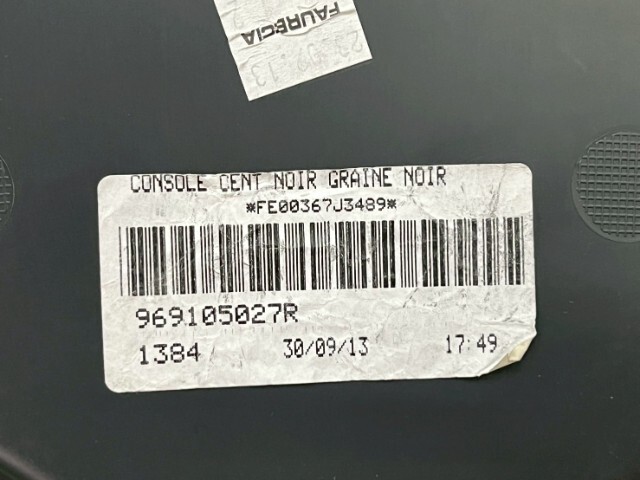 FAURECIA
CONSOLE CENT NOIR GRAINE NOIR
*FE00367J3489*
969105027R
1384 30/09/13 17:49